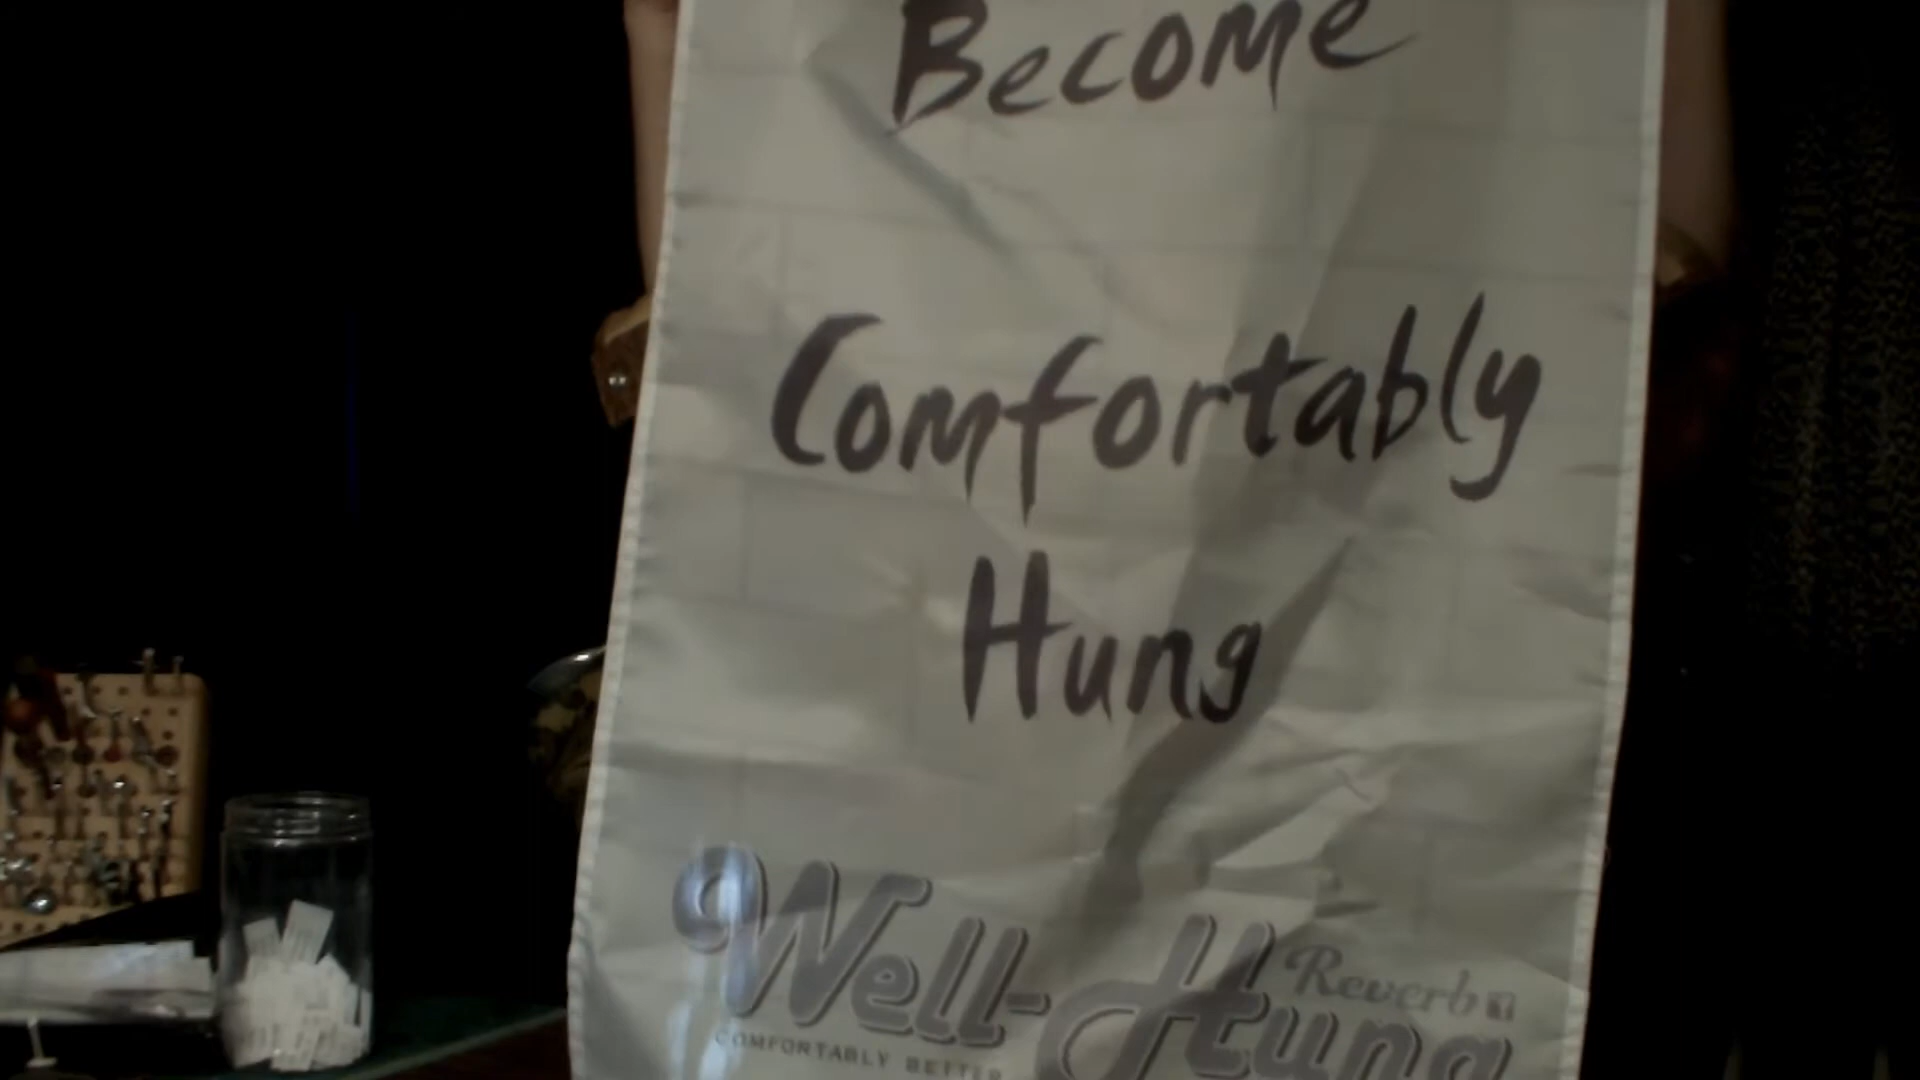 Become
Comfortably
Hung
Well-Hung
Reverb
COMFORTABLY BETTER